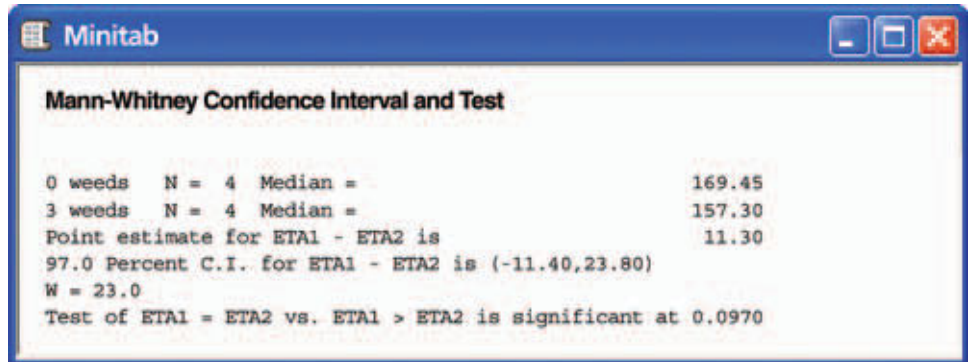 Minitab
Mann-Whitney Confidence Interval and Test
0 weeds N = 4 Median = 169.45
3 weeds N = 4 Median = 157.30
Point estimate for ETA1 - ETA2 is 11.30
97.0 Percent C.I. for ETA1 - ETA2 is (-11.40,23.80)
W = 23.0
Test of ETA1 = ETA2 vs. ETA1 > ETA2 is significant at 0.0970